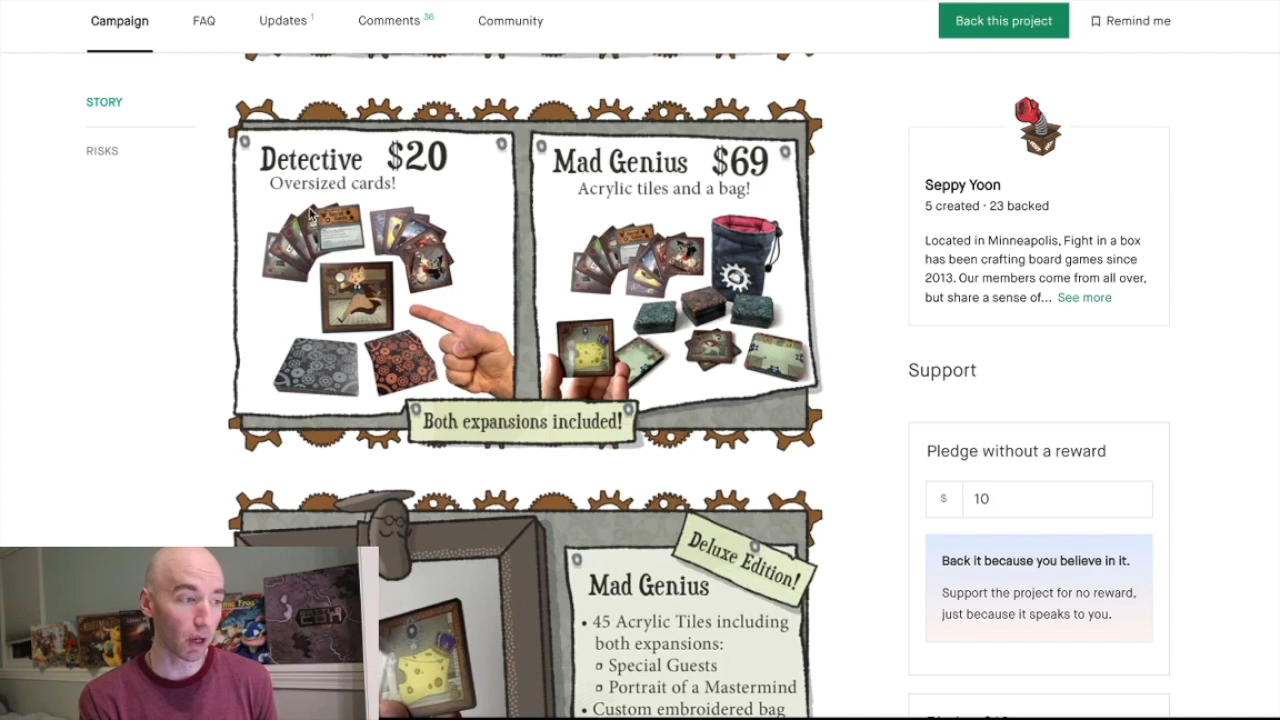 Campaign
FAQ
Updates 1
Comments 36
Community
Back this project
Remind me
STORY
RISKS
Detective $20
Oversized cards!
Mad Genius $69
Acrylic tiles and a bag!
Both expansions included!
Deluxe Edition!
Mad Genius
• 45 Acrylic Tiles including
both expansions:
¤ Special Guests
¤ Portrait of a Mastermind
• Custom embroidered bag
Seppy Yoon
5 created · 23 backed
Located in Minneapolis, Fight in a box
has been crafting board games since
2013. Our members come from all over,
but share a sense of... See more
Support
Pledge without a reward
$ 10
Back it because you believe in it.
Support the project for no reward,
just because it speaks to you.